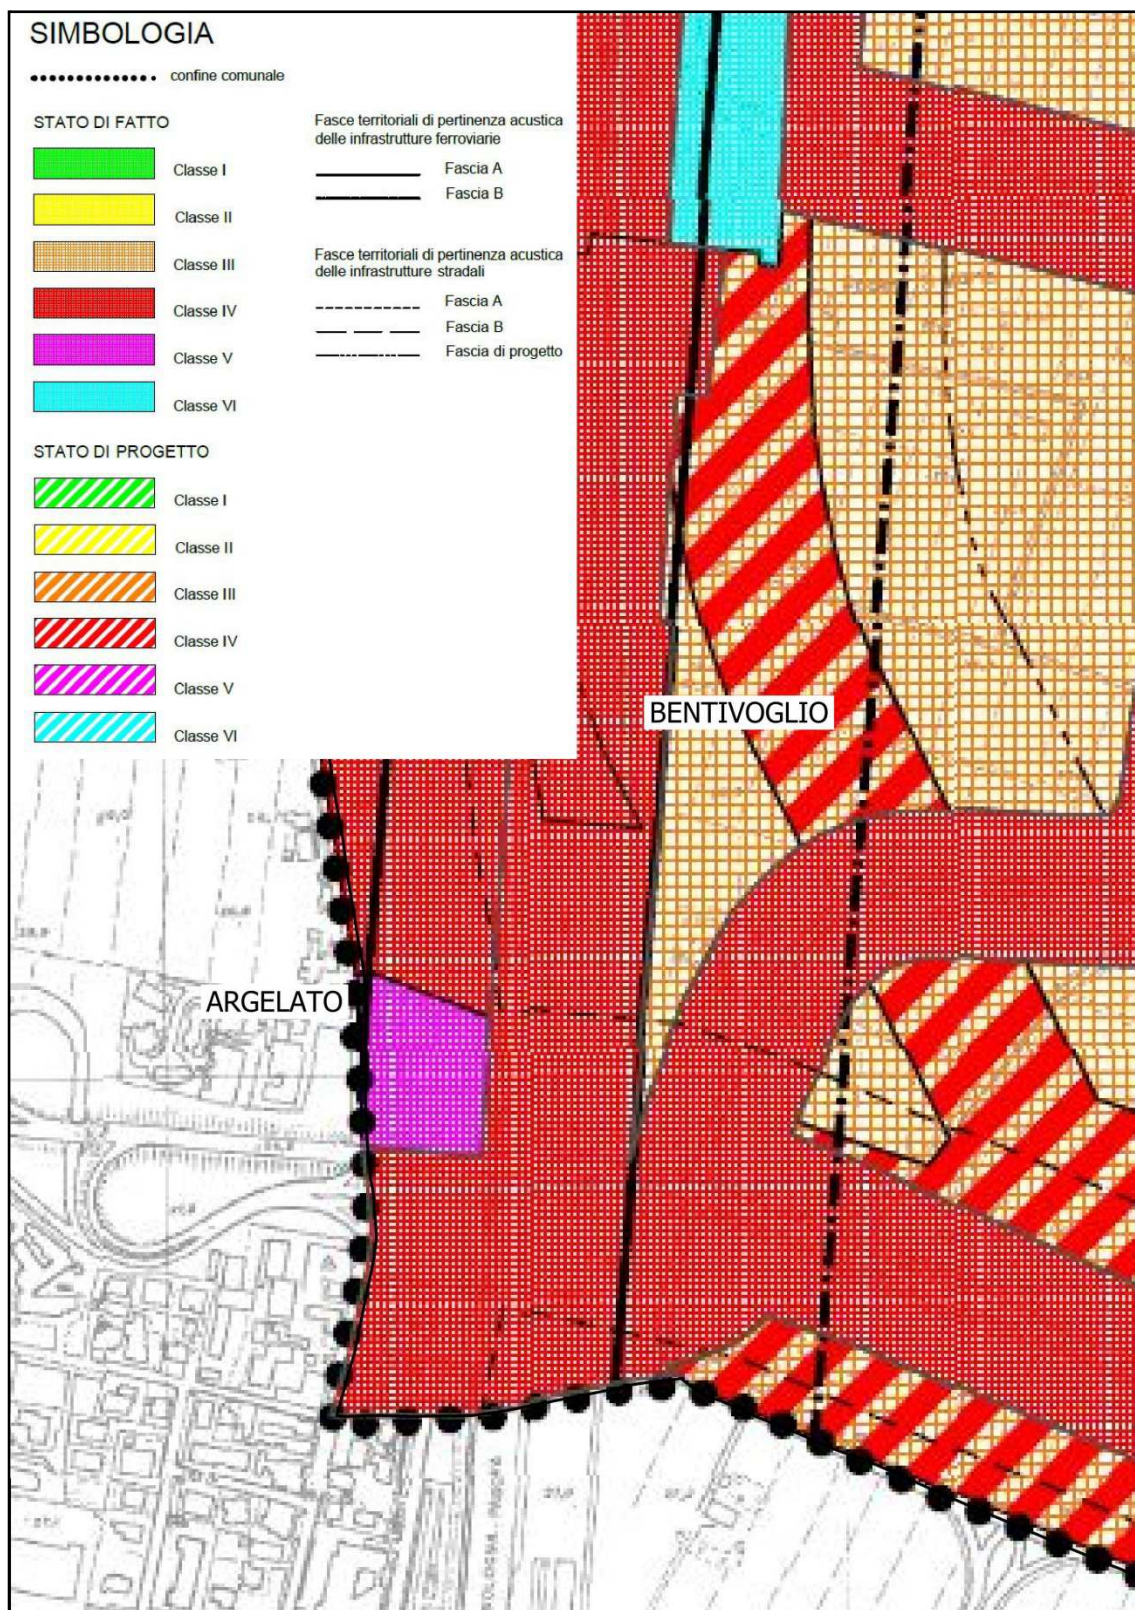 SIMBOLOGIA
confine comunale
STATO DI FATTO
Classe I
Classe II
Classe III
Classe IV
Classe V
Classe VI
Fasce territoriali di pertinenza acustica
delle infrastrutture ferroviarie
Fascia A
Fascia B
Fasce territoriali di pertinenza acustica
delle infrastrutture stradali
Fascia A
Fascia B
Fascia di progetto
STATO DI PROGETTO
Classe I
Classe II
Classe III
Classe IV
Classe V
Classe VI
BENTIVOGLIO
ARGELATO